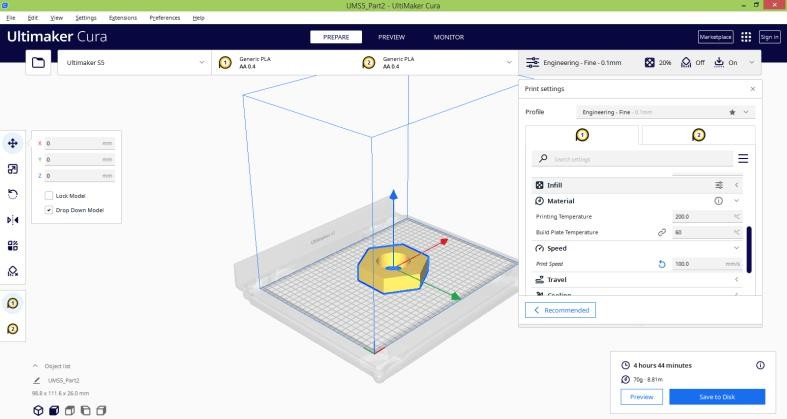 UMS5_Part2 - UltiMaker Cura
File Edit View Settings Extensions Preferences Help
Ultimaker Cura
PREPARE PREVIEW MONITOR
Marketplace Sign in
Ultimaker S5
1 Generic PLA
AA 0.4
2 Generic PLA
AA 0.4
Engineering - Fine - 0.1mm 20% Off On
Print settings
Profile Engineering - Fine - 0.1mm
1 2
Search settings
Infill
Material
Printing Temperature 200.0 °C
Build Plate Temperature 60 °C
Speed
Print Speed 100.0 mm/s
Travel
Cooling
Recommended
X 0 mm
Y 0 mm
Z 0 mm
Lock Model
Drop Down Model
1
2
Object list
UMS5_Part2
98.8 x 111.6 x 26.0 mm
4 hours 44 minutes
70g · 8.81m
Preview Save to Disk